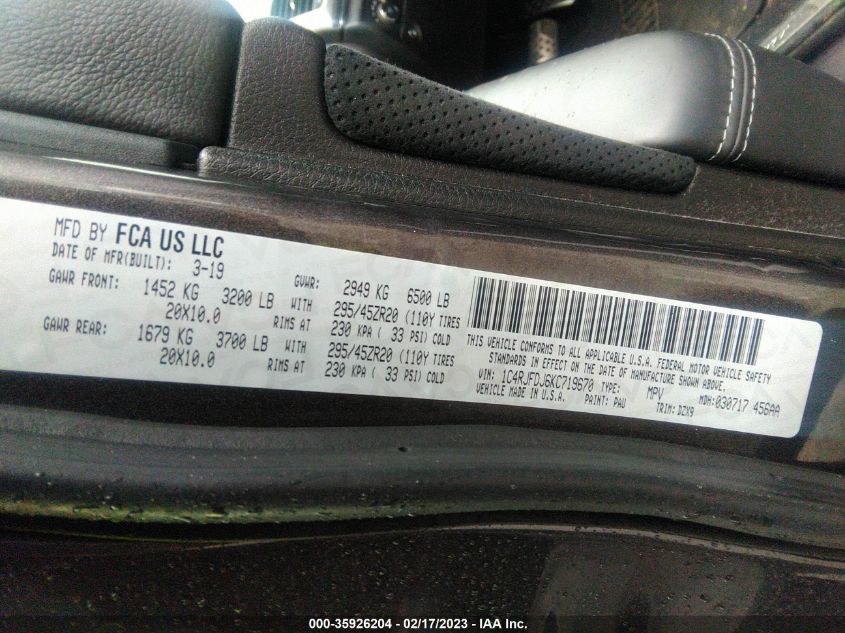 MFD BY FCA US LLC
DATE OF MFR(BUILT): 3-19
GVWR: 2949 KG 6500 LB
GAWR FRONT: 1452 KG 3200 LB WITH 295/45ZR20 (110Y TIRES
20X10.0 RIMS AT 230 KPA ( 33 PSI) COLD
GAWR REAR: 1679 KG 3700 LB WITH 295/45ZR20 (110Y TIRES
20X10.0 RIMS AT 230 KPA ( 33 PSI) COLD
THIS VEHICLE CONFORMS TO ALL APPLICABLE U.S.A. FEDERAL MOTOR VEHICLE SAFETY
STANDARDS IN EFFECT ON THE DATE OF MANUFACTURE SHOWN ABOVE.
VIN: 1C4RJFDJ6KC719670 TYPE: MPV MDH: 030717 456AA
VEHICLE MADE IN U.S.A. PAINT: PAU TRIM: DZX9
000-35926204 - 02/17/2023 - IAA Inc.